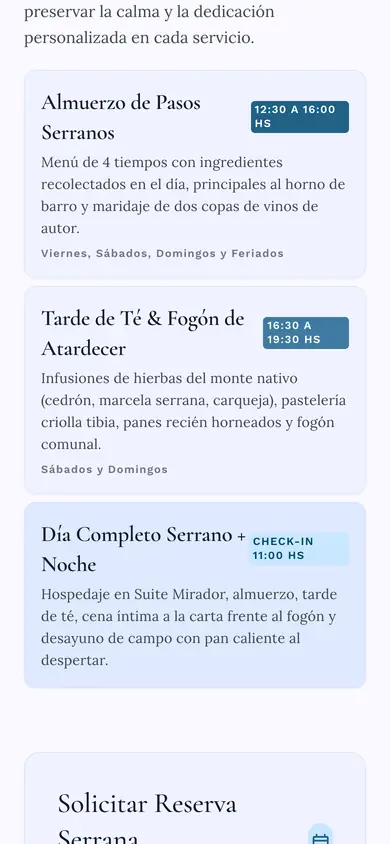 preservar la calma y la dedicación
personalizada en cada servicio.
Almuerzo de Pasos
Serranos
12:30 A 16:00
HS
Menú de 4 tiempos con ingredientes
recolectados en el día, principales al horno de
barro y maridaje de dos copas de vinos de
autor.
Viernes, Sábados, Domingos y Feriados
Tarde de Té & Fogón de
Atardecer
16:30 A
19:30 HS
Infusiones de hierbas del monte nativo
(cedrón, marcela serrana, carqueja), pastelería
criolla tibia, panes recién horneados y fogón
comunal.
Sábados y Domingos
Día Completo Serrano +
Noche
CHECK-IN
11:00 HS
Hospedaje en Suite Mirador, almuerzo, tarde
de té, cena íntima a la carta frente al fogón y
desayuno de campo con pan caliente al
despertar.
Solicitar Reserva
Serrana